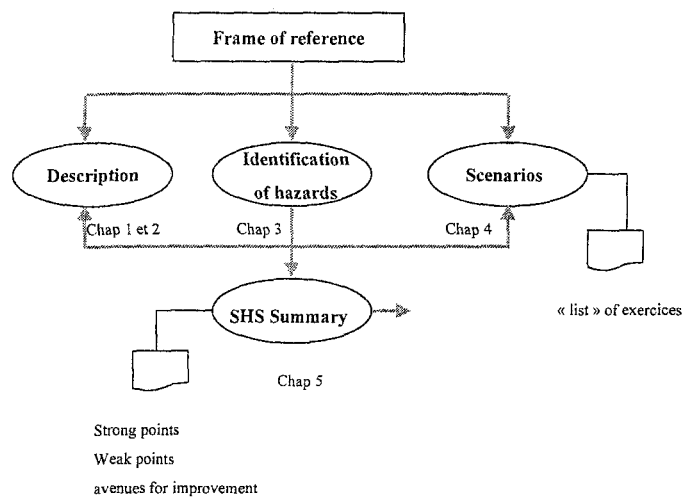 Frame of reference
Description
Identification
of hazards
Scenarios
Chap 1 et 2
Chap 3
Chap 4
SHS Summary
« list » of exercices
Chap 5
Strong points
Weak points
avenues for improvement